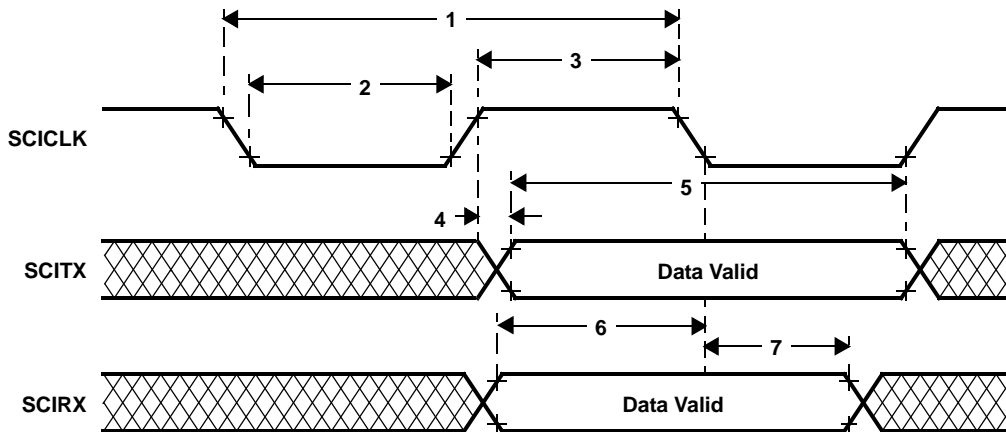 1
3
2
SCICLK
5
4
SCITX
Data Valid
6
7
SCIRX
Data Valid